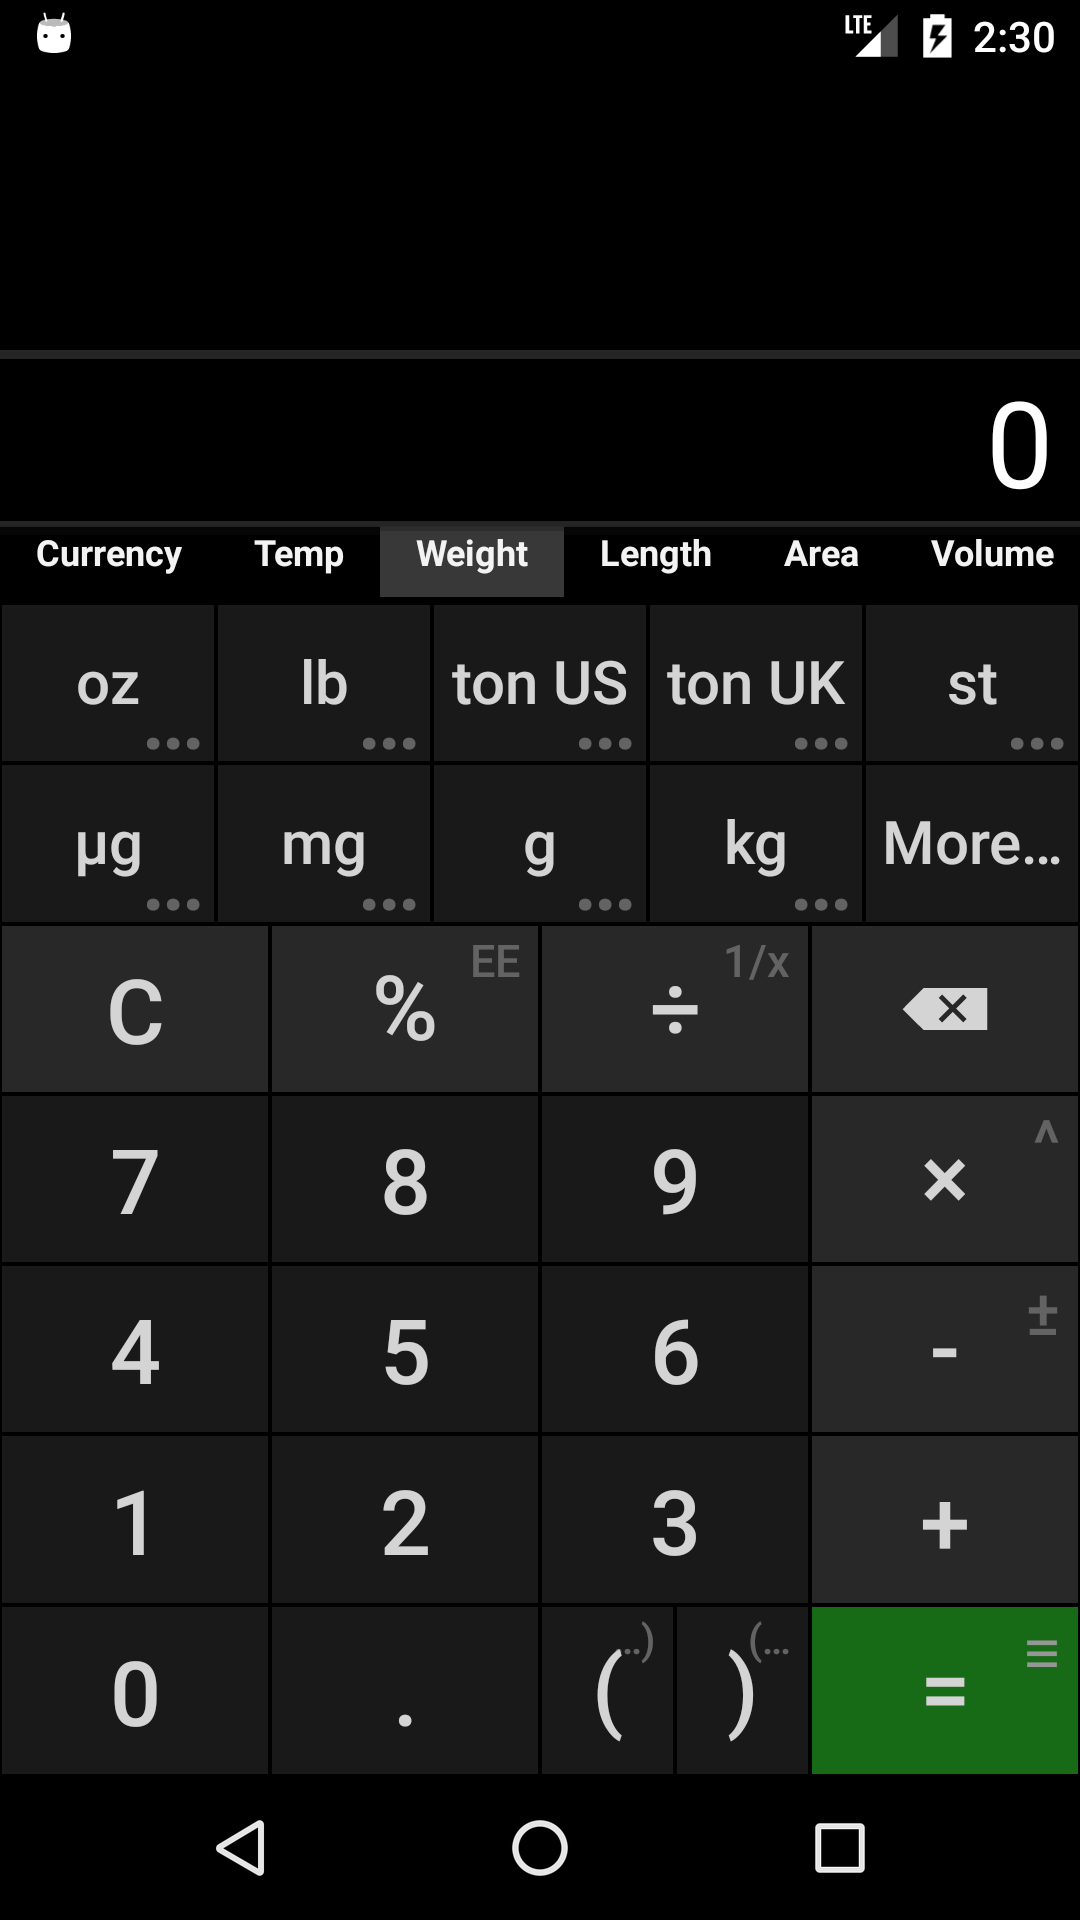 LTE 2:30
0
Currency Temp Weight Length Area Volume
oz lb ton US ton UK st
µg mg g kg More...
C % EE ÷ 1/x
7 8 9 × ^
4 5 6 - ±
1 2 3 +
0 . ( ..) ) (... =